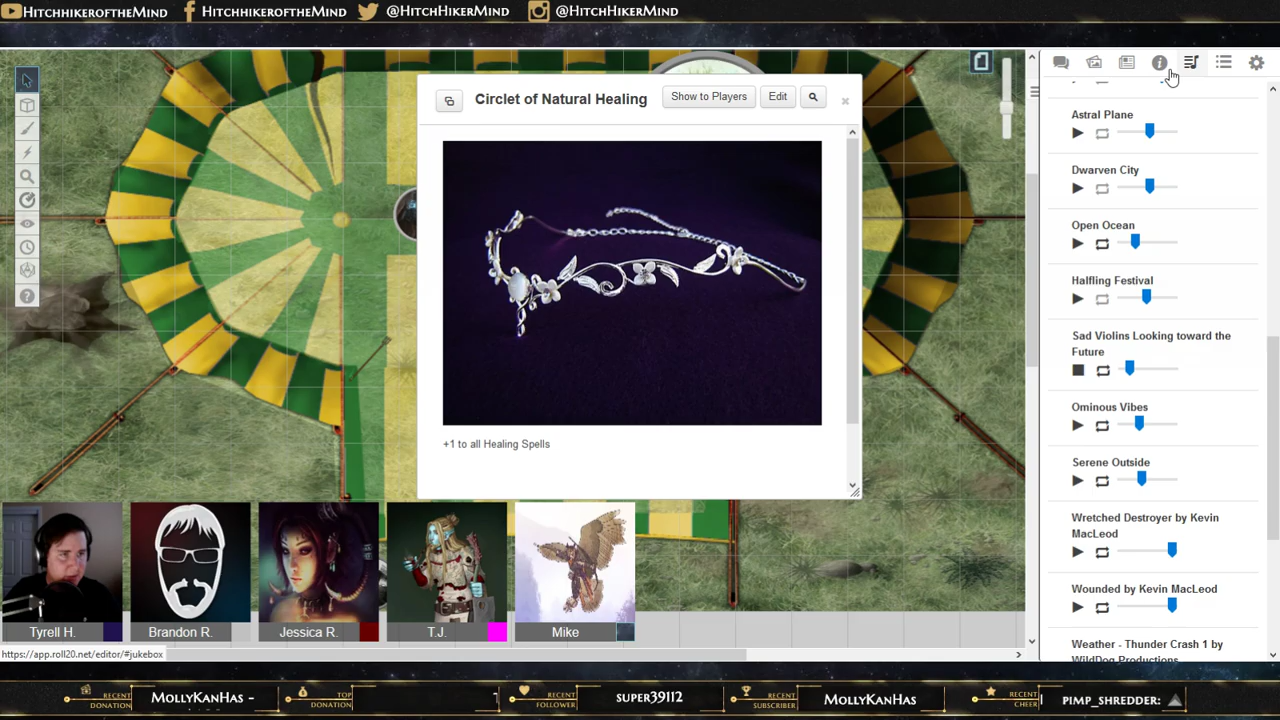 HitchhikeroftheMind
HitchhikeroftheMind
@HitchHikerMind
@HitchHikerMind
Circlet of Natural Healing
Show to Players
Edit
+1 to all Healing Spells
Astral Plane
Dwarven City
Open Ocean
Halfling Festival
Sad Violins Looking toward the
Future
Ominous Vibes
Serene Outside
Wretched Destroyer by Kevin
MacLeod
Wounded by Kevin MacLeod
Weather - Thunder Crash 1 by
WildDog Productions
Tyrell H.
Brandon R.
Jessica R.
T.J.
Mike
https://app.roll20.net/editor/#jukebox
RECENT
DONATION
MollyKanHas -
TOP
DONATION
RECENT
FOLLOWER
super39112
RECENT
SUBSCRIBER
MollyKanHas
RECENT
CHEER
pimp_shredder: